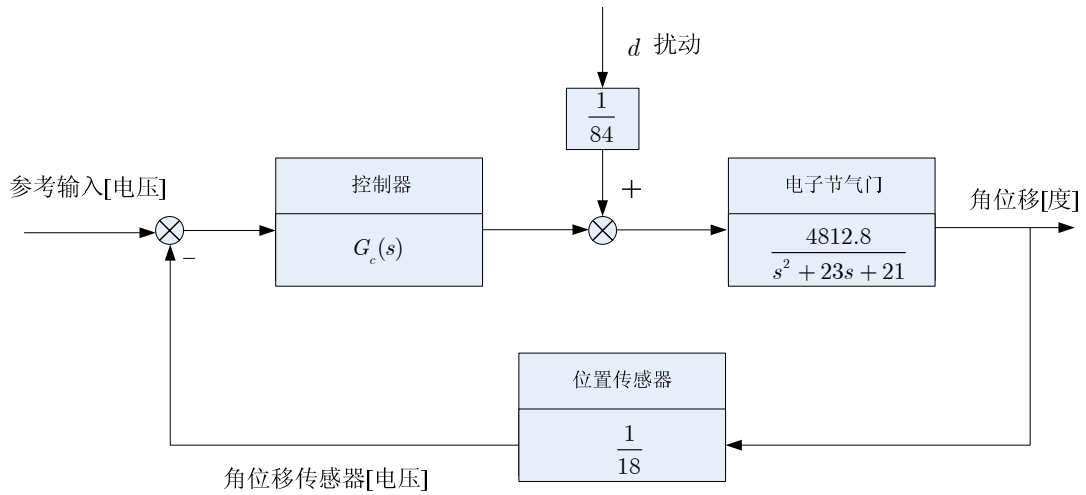 d 扰动
1
84
参考输入[电压]
控制器
+
电子节气门
角位移[度]
−
G_c(s)
4812.8
s² + 23s + 21
位置传感器
1
18
角位移传感器[电压]